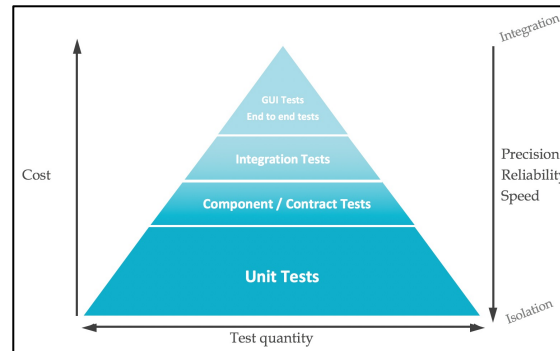 Integration
GUI Tests
End to end tests
Integration Tests
Cost
Precision
Reliability
Speed
Component / Contract Tests
Unit Tests
Isolation
Test quantity